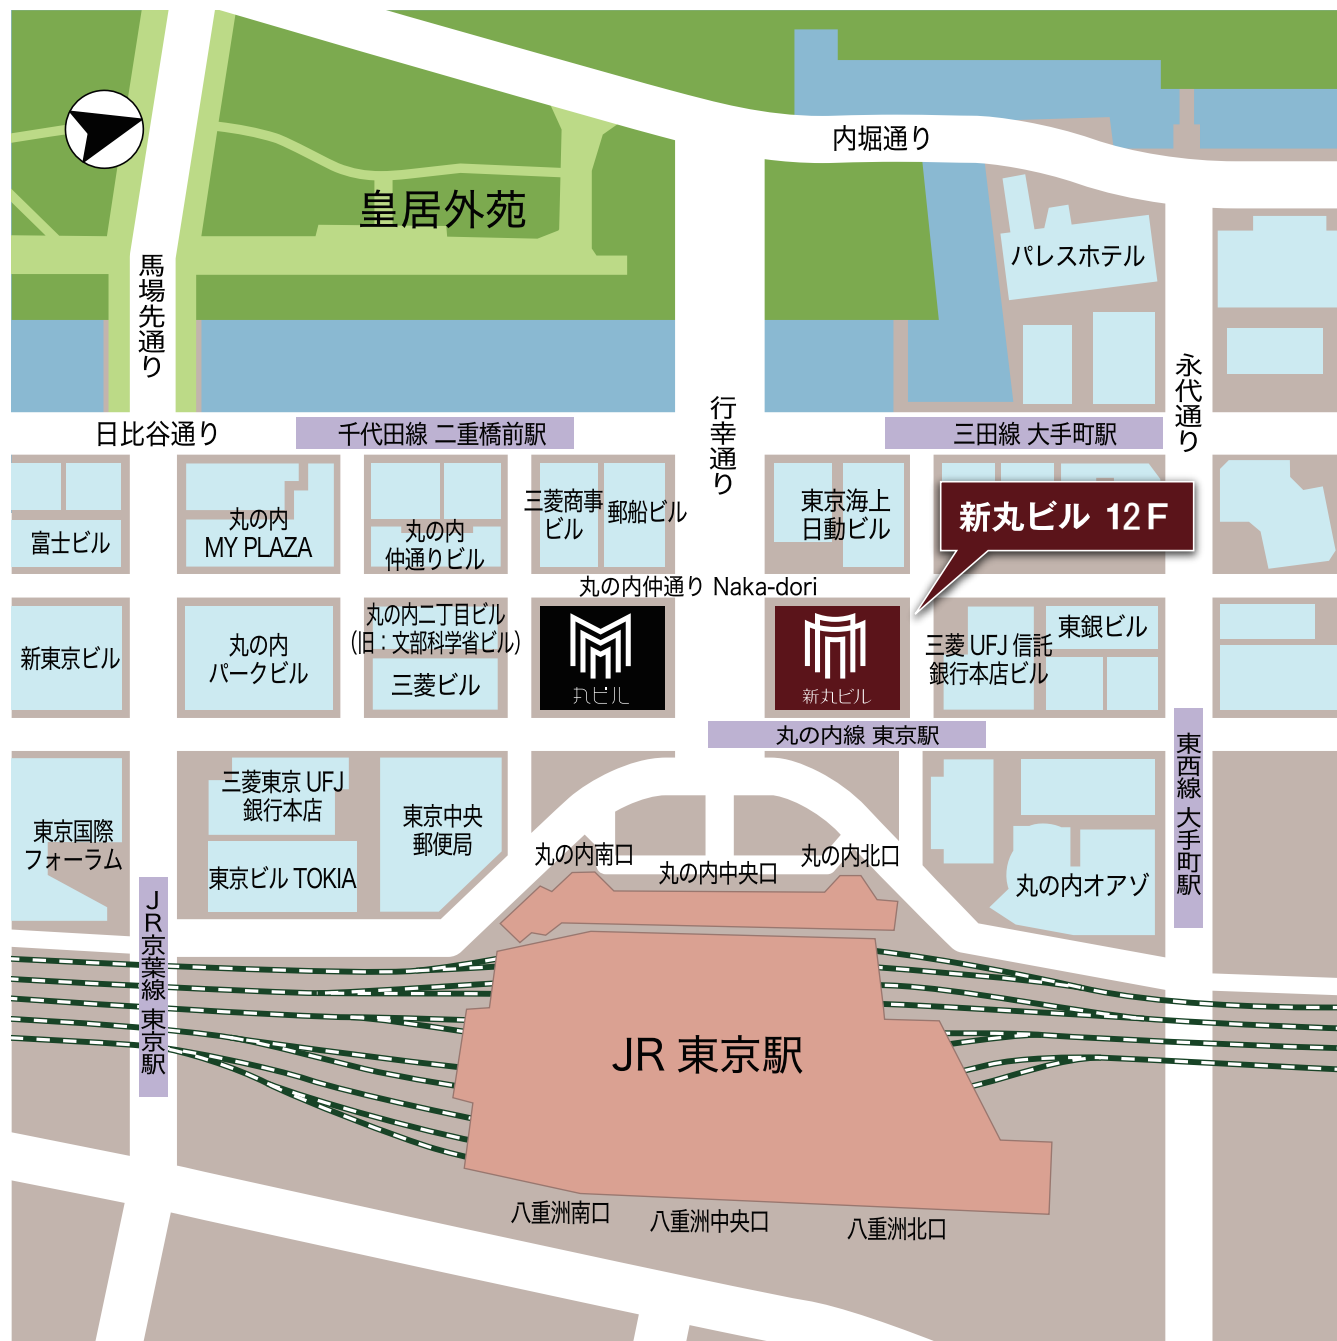 内堀通り
皇居外苑
パレスホテル
馬場先通り
永代通り
行幸通り
日比谷通り
千代田線 二重橋前駅
三田線 大手町駅
富士ビル
丸の内
MY PLAZA
丸の内
仲通りビル
三菱商事
ビル
郵船ビル
東京海上
日動ビル
新丸ビル 12F
丸の内仲通り Naka-dori
新東京ビル
丸の内
パークビル
丸の内二丁目ビル
(旧：文部科学省ビル)
三菱ビル
丸ビル
新丸ビル
三菱 UFJ 信託
銀行本店ビル
東銀ビル
丸の内線 東京駅
東西線 大手町駅
東京国際
フォーラム
三菱東京 UFJ
銀行本店
東京ビル TOKIA
東京中央
郵便局
丸の内南口
丸の内中央口
丸の内北口
丸の内オアゾ
JR京葉線 東京駅
JR 東京駅
八重洲南口
八重洲中央口
八重洲北口